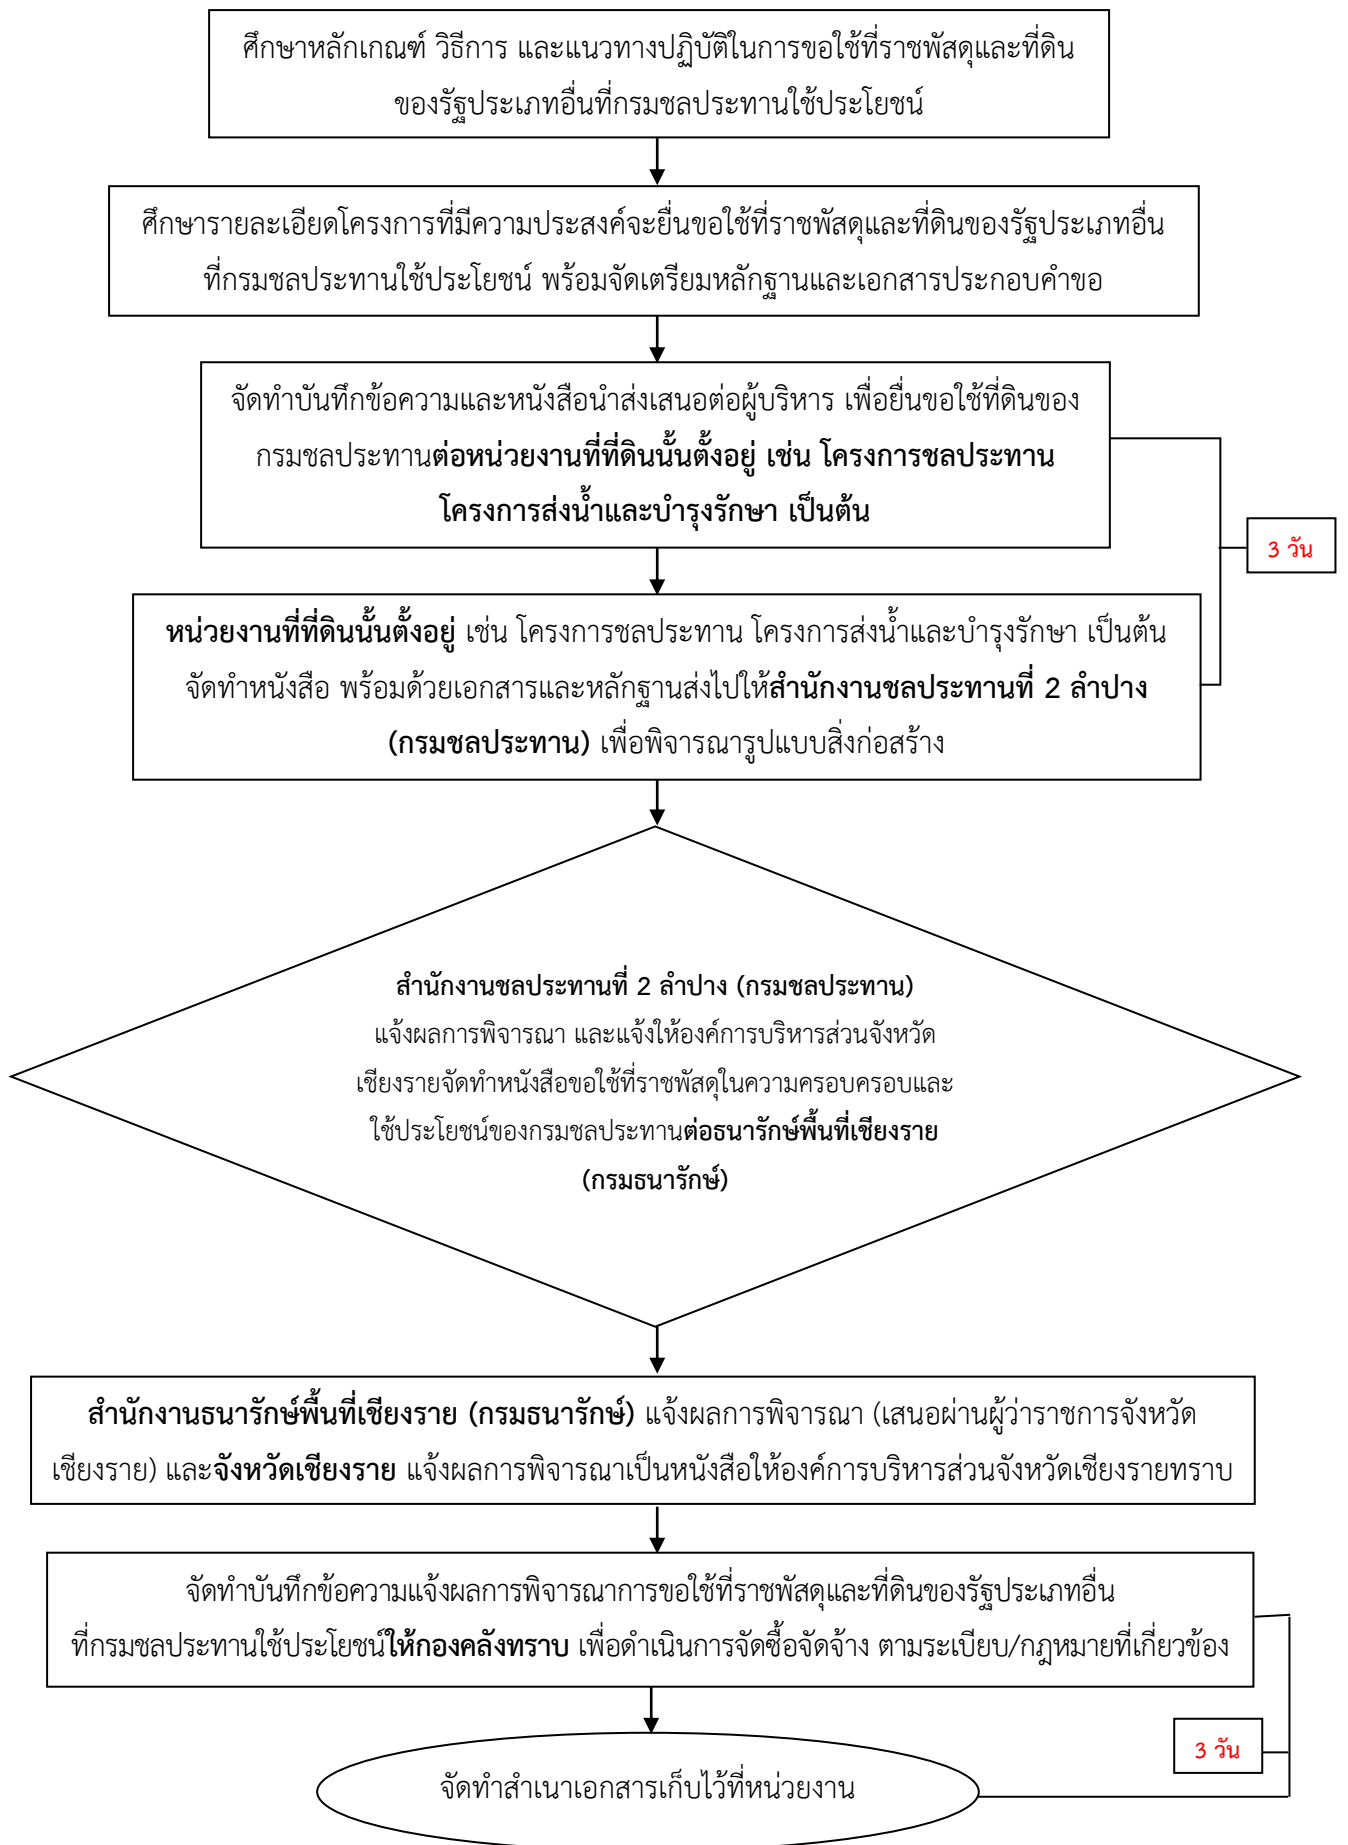 ศึกษาหลักเกณฑ์ วิธีการ และแนวทางปฏิบัติในการขอใช้ที่ราชพัสดุและที่ดิน
ของรัฐประเภทอื่นที่กรมชลประทานใช้ประโยชน์
ศึกษารายละเอียดโครงการที่มีความประสงค์จะยื่นขอใช้ที่ราชพัสดุและที่ดินของรัฐประเภทอื่น
ที่กรมชลประทานใช้ประโยชน์ พร้อมจัดเตรียมหลักฐานและเอกสารประกอบคำขอ
จัดทำบันทึกข้อความและหนังสือนำส่งเสนอต่อผู้บริหาร เพื่อยื่นขอใช้ที่ดินของ
กรมชลประทานต่อหน่วยงานที่ที่ดินนั้นตั้งอยู่ เช่น โครงการชลประทาน
โครงการส่งน้ำและบำรุงรักษา เป็นต้น
3 วัน
หน่วยงานที่ที่ดินนั้นตั้งอยู่ เช่น โครงการชลประทาน โครงการส่งน้ำและบำรุงรักษา เป็นต้น
จัดทำหนังสือ พร้อมด้วยเอกสารและหลักฐานส่งไปให้สำนักงานชลประทานที่ 2 ลำปาง
(กรมชลประทาน) เพื่อพิจารณารูปแบบสิ่งก่อสร้าง
สำนักงานชลประทานที่ 2 ลำปาง (กรมชลประทาน)
แจ้งผลการพิจารณา และแจ้งให้องค์การบริหารส่วนจังหวัด
เชียงรายจัดทำหนังสือขอใช้ที่ราชพัสดุในความครอบครอบและ
ใช้ประโยชน์ของกรมชลประทานต่อธนารักษ์พื้นที่เชียงราย
(กรมธนารักษ์)
สำนักงานธนารักษ์พื้นที่เชียงราย (กรมธนารักษ์) แจ้งผลการพิจารณา (เสนอผ่านผู้ว่าราชการจังหวัด
เชียงราย) และจังหวัดเชียงราย แจ้งผลการพิจารณาเป็นหนังสือให้องค์การบริหารส่วนจังหวัดเชียงรายทราบ
จัดทำบันทึกข้อความแจ้งผลการพิจารณาการขอใช้ที่ราชพัสดุและที่ดินของรัฐประเภทอื่น
ที่กรมชลประทานใช้ประโยชน์ให้กองคลังทราบ เพื่อดำเนินการจัดซื้อจัดจ้าง ตามระเบียบ/กฎหมายที่เกี่ยวข้อง
3 วัน
จัดทำสำเนาเอกสารเก็บไว้ที่หน่วยงาน